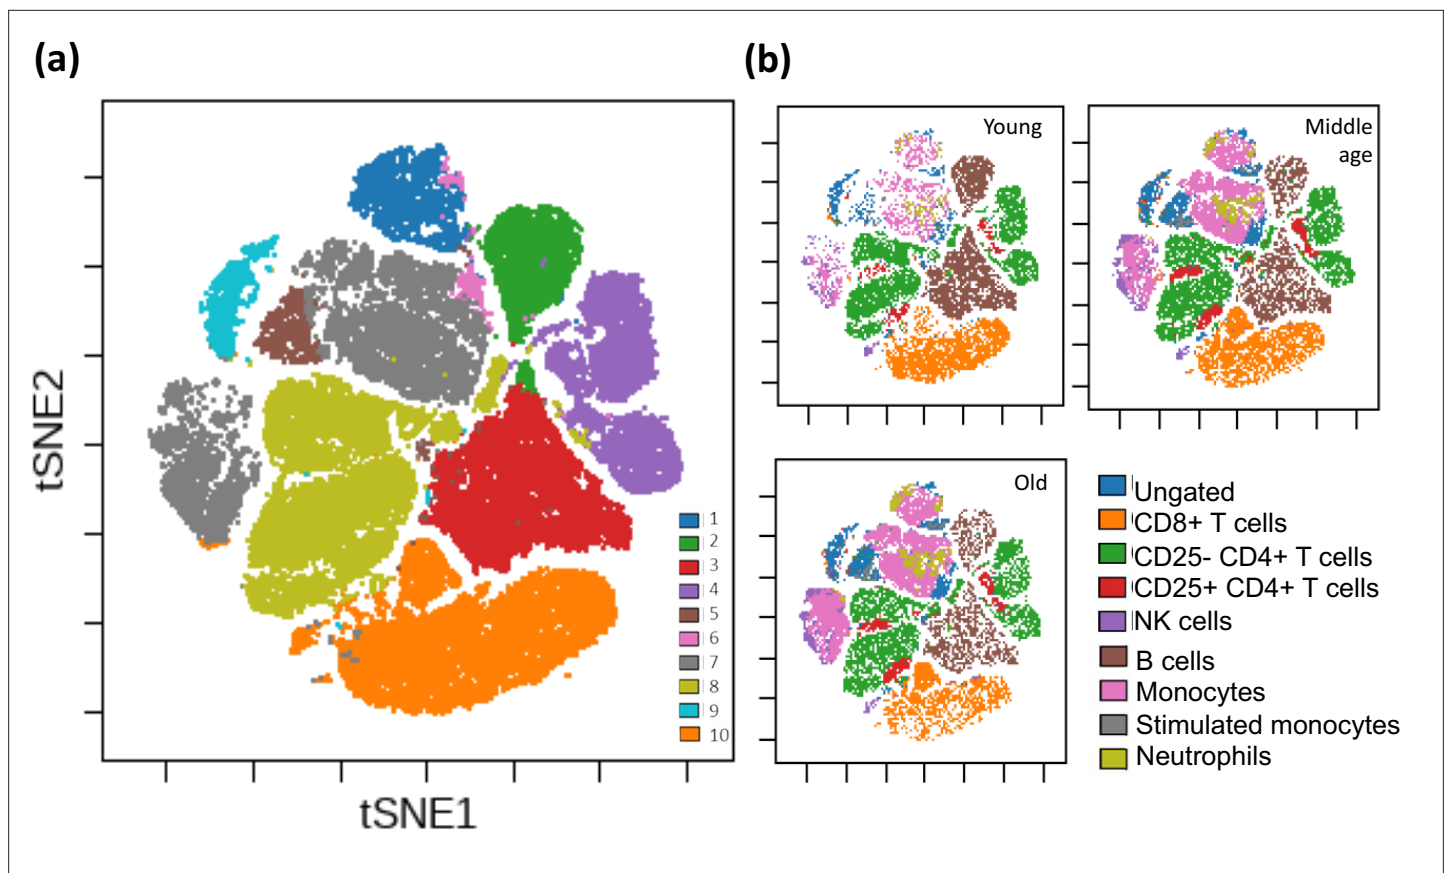 (a)
(b)
tSNE2
tSNE1
1
2
3
4
5
6
7
8
9
10
Young
Middle
age
Old
Ungated
CD8+ T cells
CD25- CD4+ T cells
CD25+ CD4+ T cells
NK cells
B cells
Monocytes
Stimulated monocytes
Neutrophils